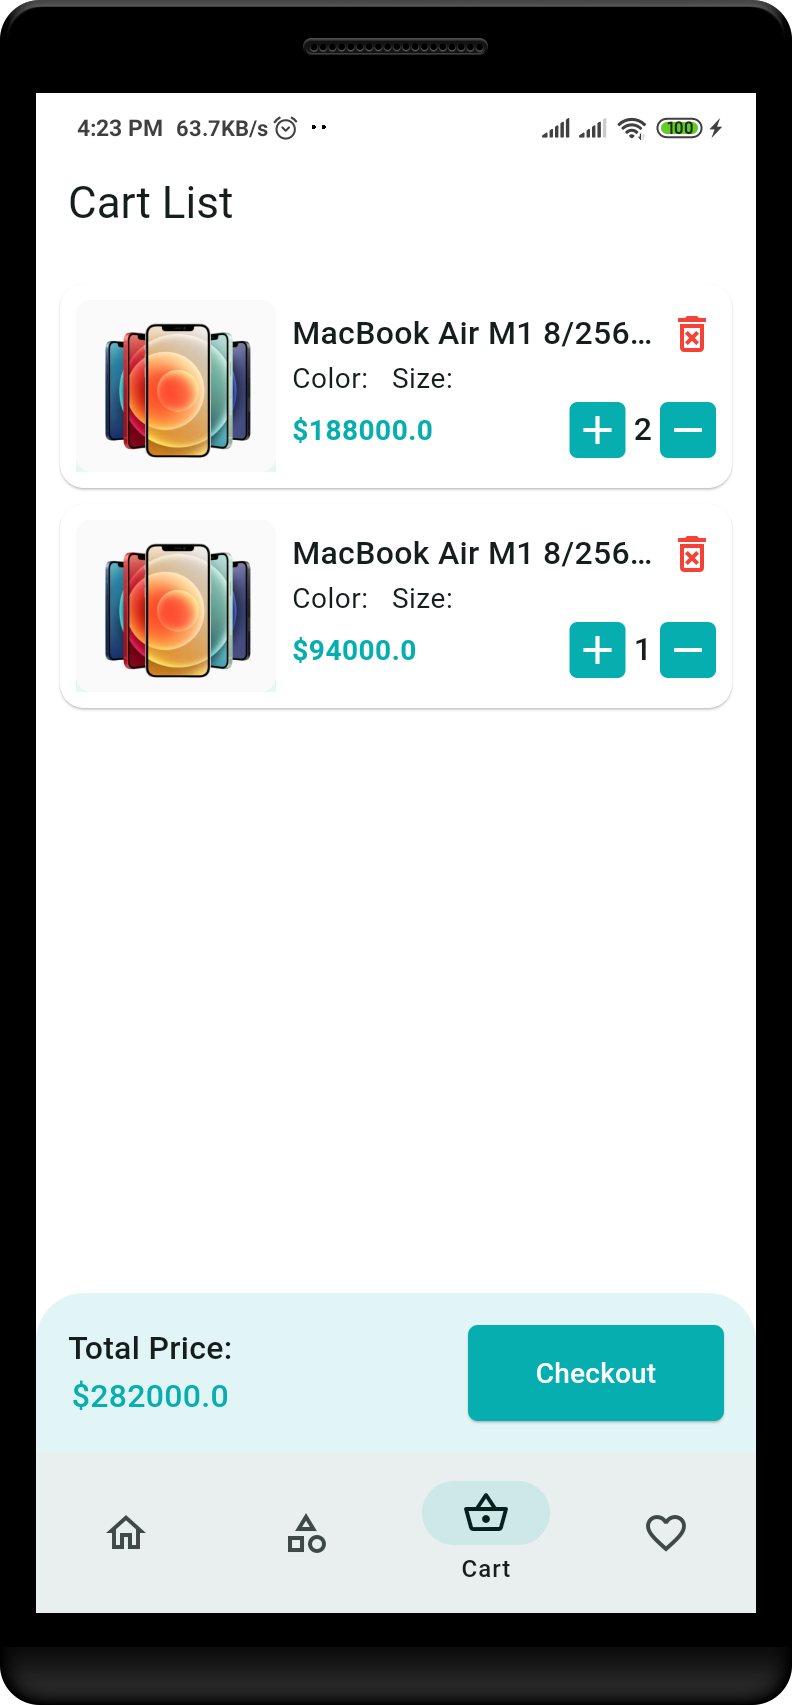 4:23 PM 63.7KB/s 100
Cart List
MacBook Air M1 8/256...
Color: Size:
$188000.0 2
MacBook Air M1 8/256...
Color: Size:
$94000.0 1
Total Price:
$282000.0
Checkout
Cart